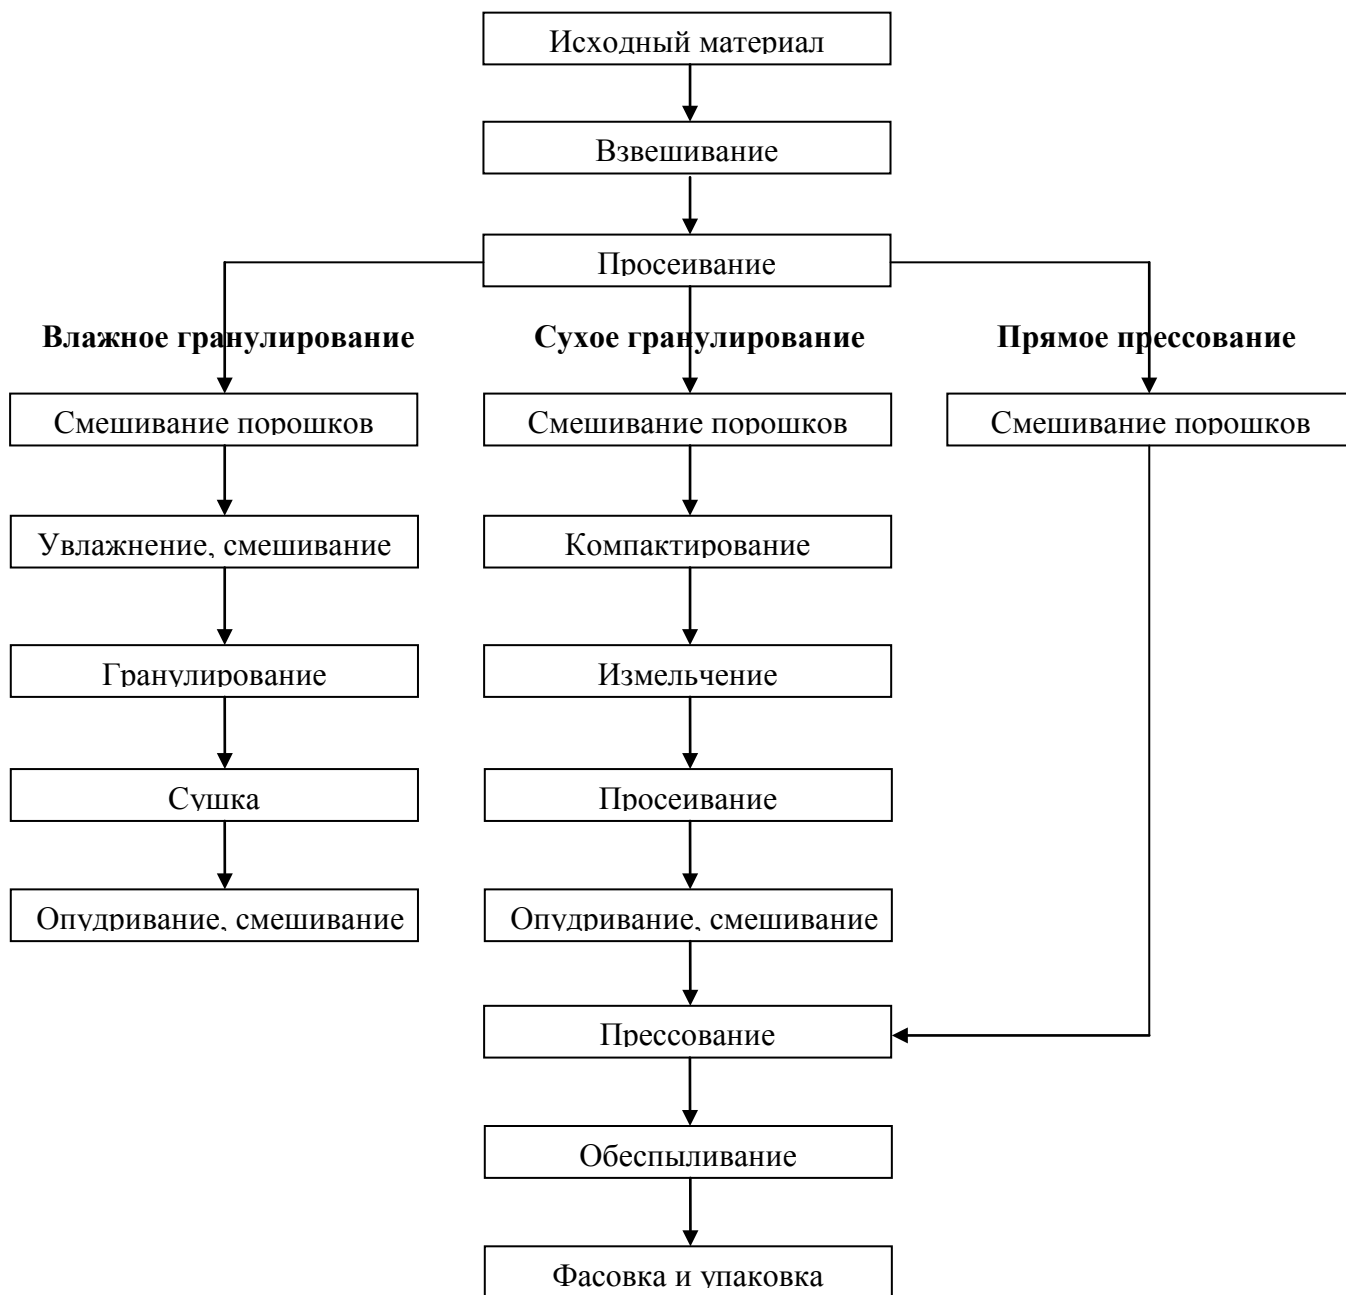 Исходный материал
Взвешивание
Просеивание
Влажное гранулирование
Сухое гранулирование
Прямое прессование
Смешивание порошков
Смешивание порошков
Смешивание порошков
Увлажнение, смешивание
Компактирование
Гранулирование
Измельчение
Сушка
Просеивание
Опудривание, смешивание
Опудривание, смешивание
Прессование
Обеспыливание
Фасовка и упаковка